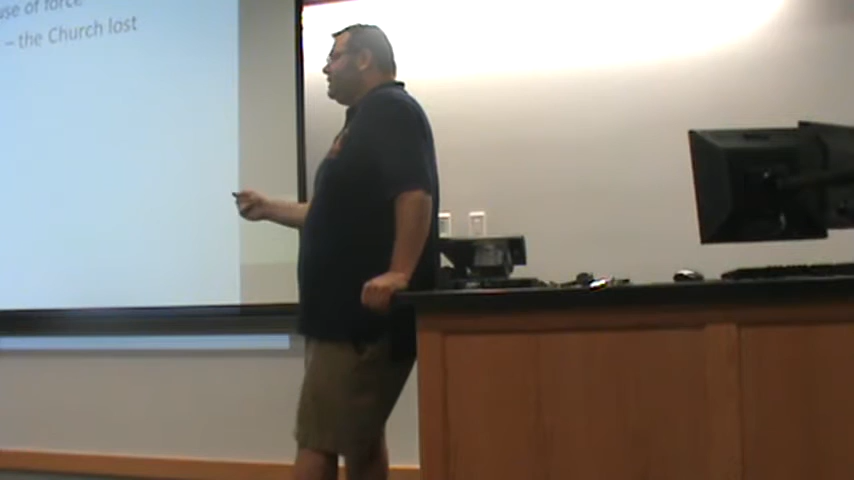 use of force
– the Church lost